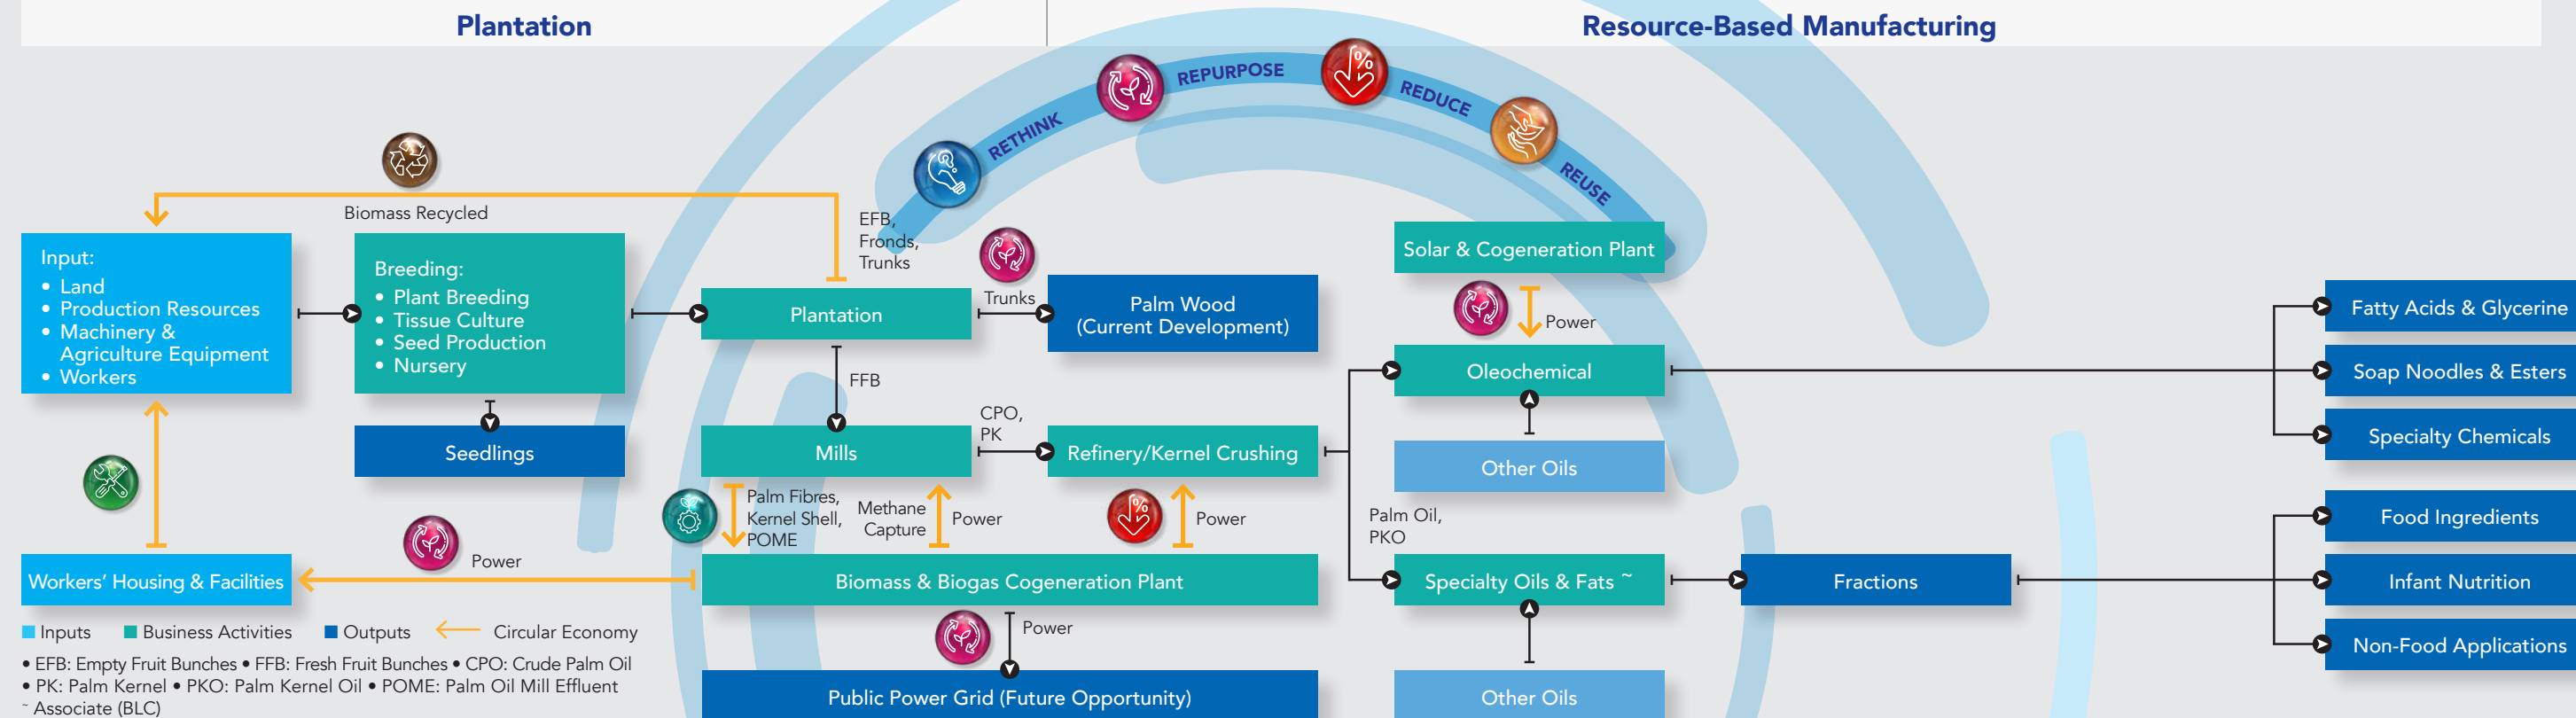 Plantation
Resource-Based Manufacturing
RETHINK
REPURPOSE
REDUCE
REUSE
Biomass Recycled
EFB,
Fronds,
Trunks
Input:
• Land
• Production Resources
• Machinery &
Agriculture Equipment
• Workers
Breeding:
• Plant Breeding
• Tissue Culture
• Seed Production
• Nursery
Seedlings
Plantation
Trunks
Palm Wood
(Current Development)
FFB
Mills
CPO,
PK
Refinery/Kernel Crushing
Solar & Cogeneration Plant
Power
Oleochemical
Other Oils
Fatty Acids & Glycerine
Soap Noodles & Esters
Specialty Chemicals
Palm Fibres,
Kernel Shell,
POME
Methane
Capture
Power
%
Power
Palm Oil,
PKO
Workers' Housing & Facilities
Power
Biomass & Biogas Cogeneration Plant
Specialty Oils & Fats ~
Fractions
Food Ingredients
Infant Nutrition
Non-Food Applications
Power
Public Power Grid (Future Opportunity)
Other Oils
Inputs
Business Activities
Outputs
Circular Economy
• EFB: Empty Fruit Bunches • FFB: Fresh Fruit Bunches • CPO: Crude Palm Oil
• PK: Palm Kernel • PKO: Palm Kernel Oil • POME: Palm Oil Mill Effluent
~ Associate (BLC)